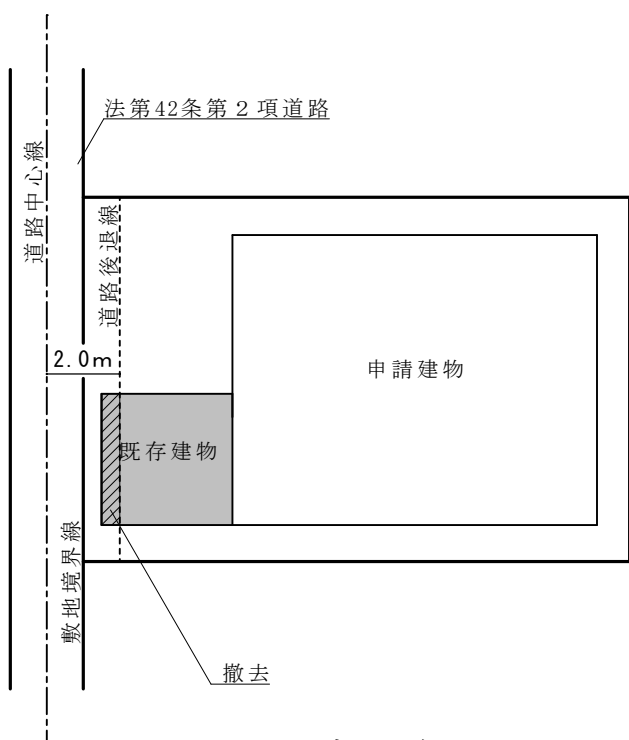 法第42条第２項道路
道路中心線
道路後退線
2.0m
申請建物
既存建物
敷地境界線
撤去